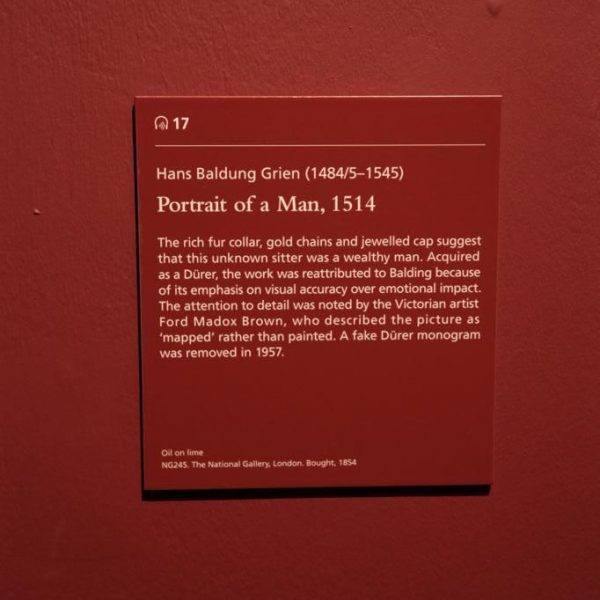 17
Hans Baldung Grien (1484/5–1545)
Portrait of a Man, 1514
The rich fur collar, gold chains and jewelled cap suggest
that this unknown sitter was a wealthy man. Acquired
as a Dürer, the work was reattributed to Balding because
of its emphasis on visual accuracy over emotional impact.
The attention to detail was noted by the Victorian artist
Ford Madox Brown, who described the picture as
‘mapped’ rather than painted. A fake Dürer monogram
was removed in 1957.
Oil on lime
NG245. The National Gallery, London. Bought, 1854